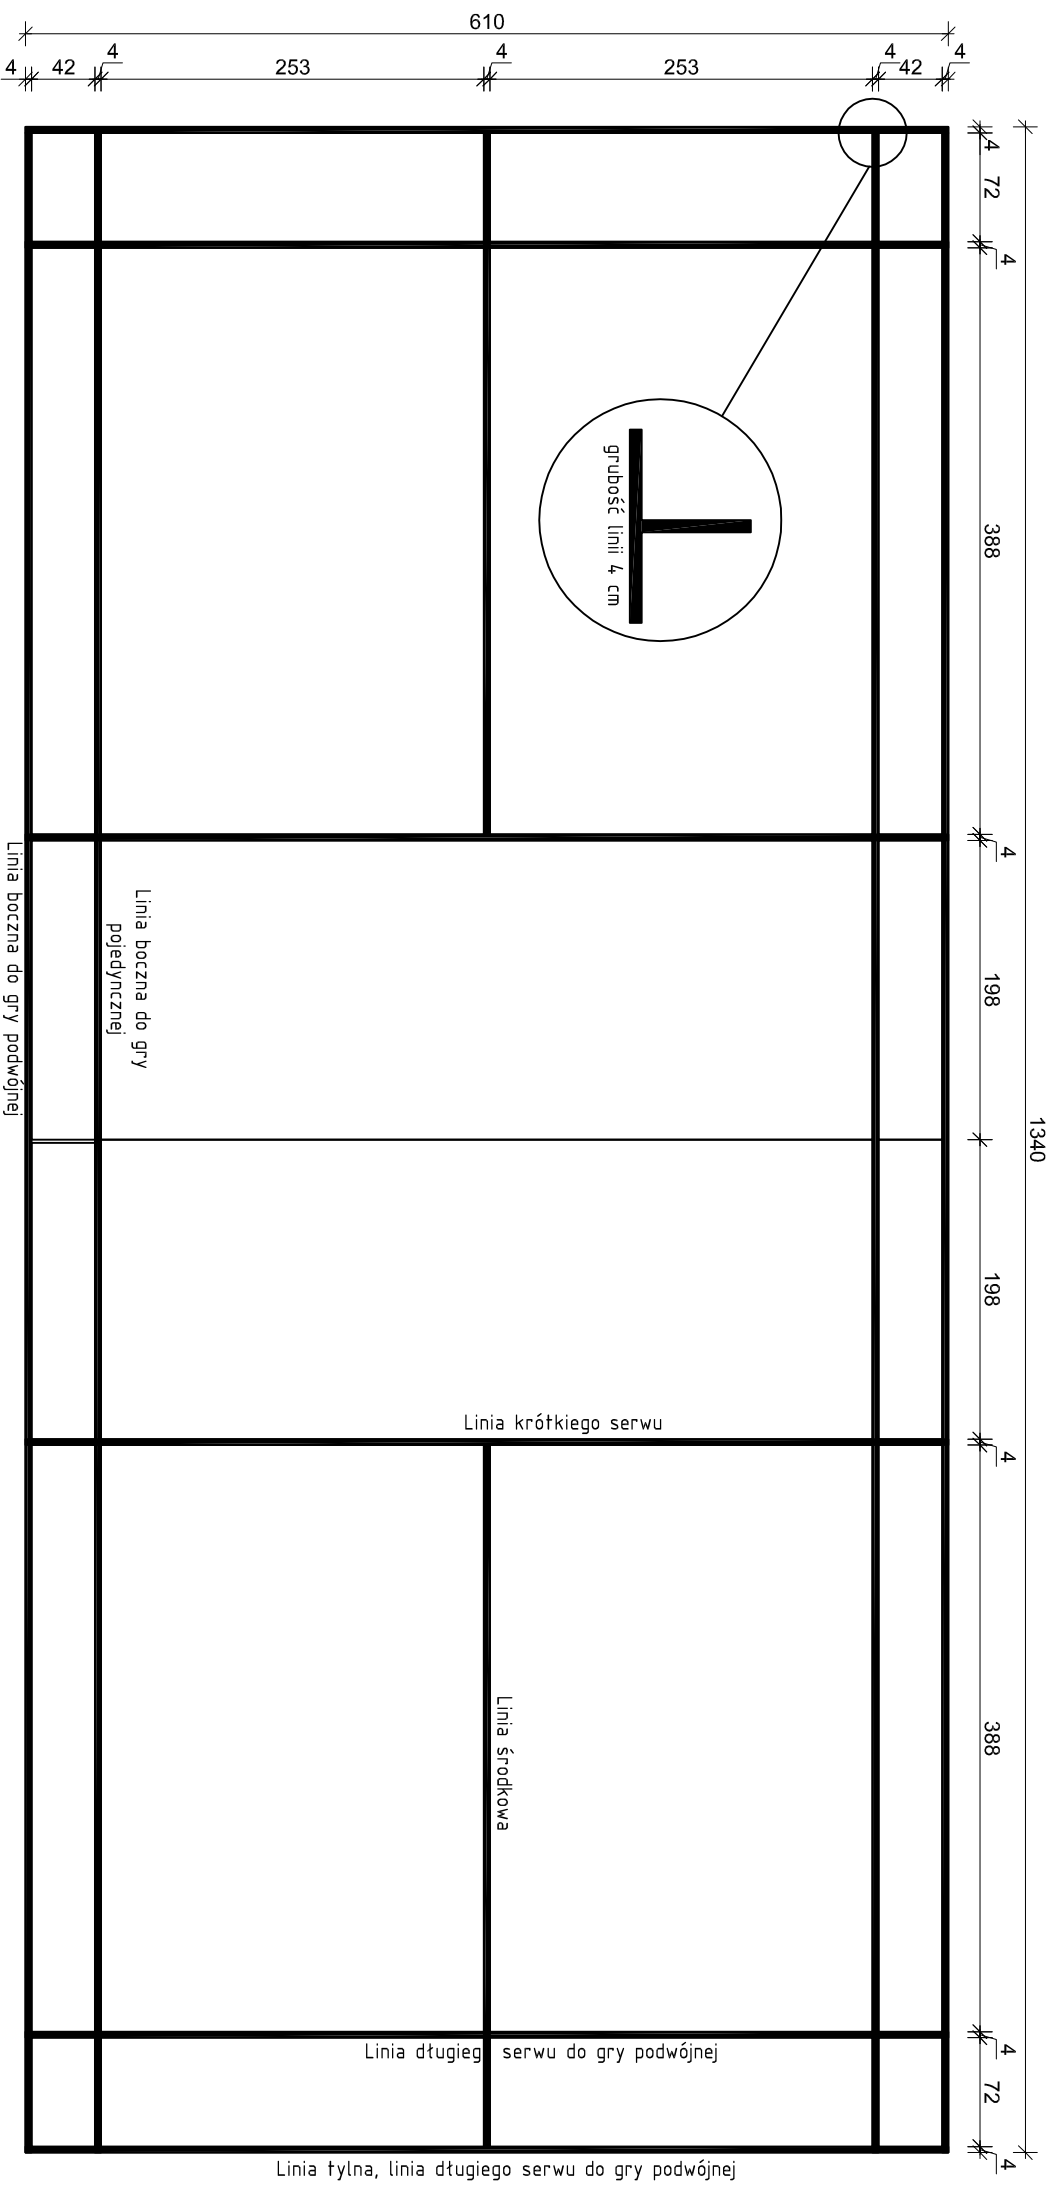 610
4
42
4
253
4
253
4
42
4
4
72
4
388
4
198
1340
198
4
388
4
72
4
grubość linii 4 cm
Linia boczna do gry
pojedyncznej
Linia boczna do gry podwójnej
Linia krótkiego serwu
Linia środkowa
Linia długiego serwu do gry podwójnej
Linia tylna, linia długiego serwu do gry podwójnej